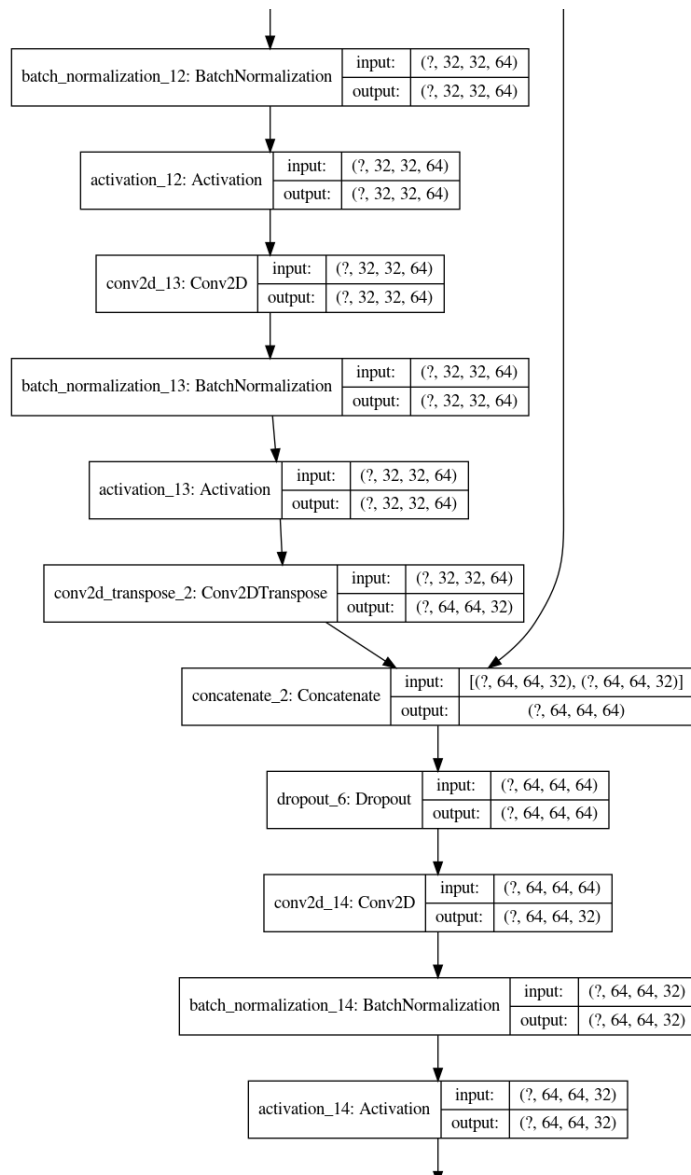 batch_normalization_12: BatchNormalization
input: (?, 32, 32, 64)
output: (?, 32, 32, 64)
activation_12: Activation
input: (?, 32, 32, 64)
output: (?, 32, 32, 64)
conv2d_13: Conv2D
input: (?, 32, 32, 64)
output: (?, 32, 32, 64)
batch_normalization_13: BatchNormalization
input: (?, 32, 32, 64)
output: (?, 32, 32, 64)
activation_13: Activation
input: (?, 32, 32, 64)
output: (?, 32, 32, 64)
conv2d_transpose_2: Conv2DTranspose
input: (?, 32, 32, 64)
output: (?, 64, 64, 32)
concatenate_2: Concatenate
input: [(?, 64, 64, 32), (?, 64, 64, 32)]
output: (?, 64, 64, 64)
dropout_6: Dropout
input: (?, 64, 64, 64)
output: (?, 64, 64, 64)
conv2d_14: Conv2D
input: (?, 64, 64, 64)
output: (?, 64, 64, 32)
batch_normalization_14: BatchNormalization
input: (?, 64, 64, 32)
output: (?, 64, 64, 32)
activation_14: Activation
input: (?, 64, 64, 32)
output: (?, 64, 64, 32)